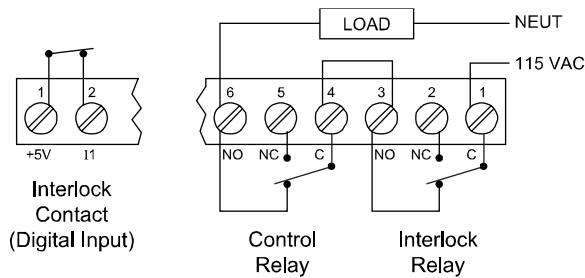 LOAD
NEUT
115 VAC
1 2
6 5 4 3 2 1
+5V I1
NO NC C NO NC C
Interlock
Contact
(Digital Input)
Control
Relay
Interlock
Relay